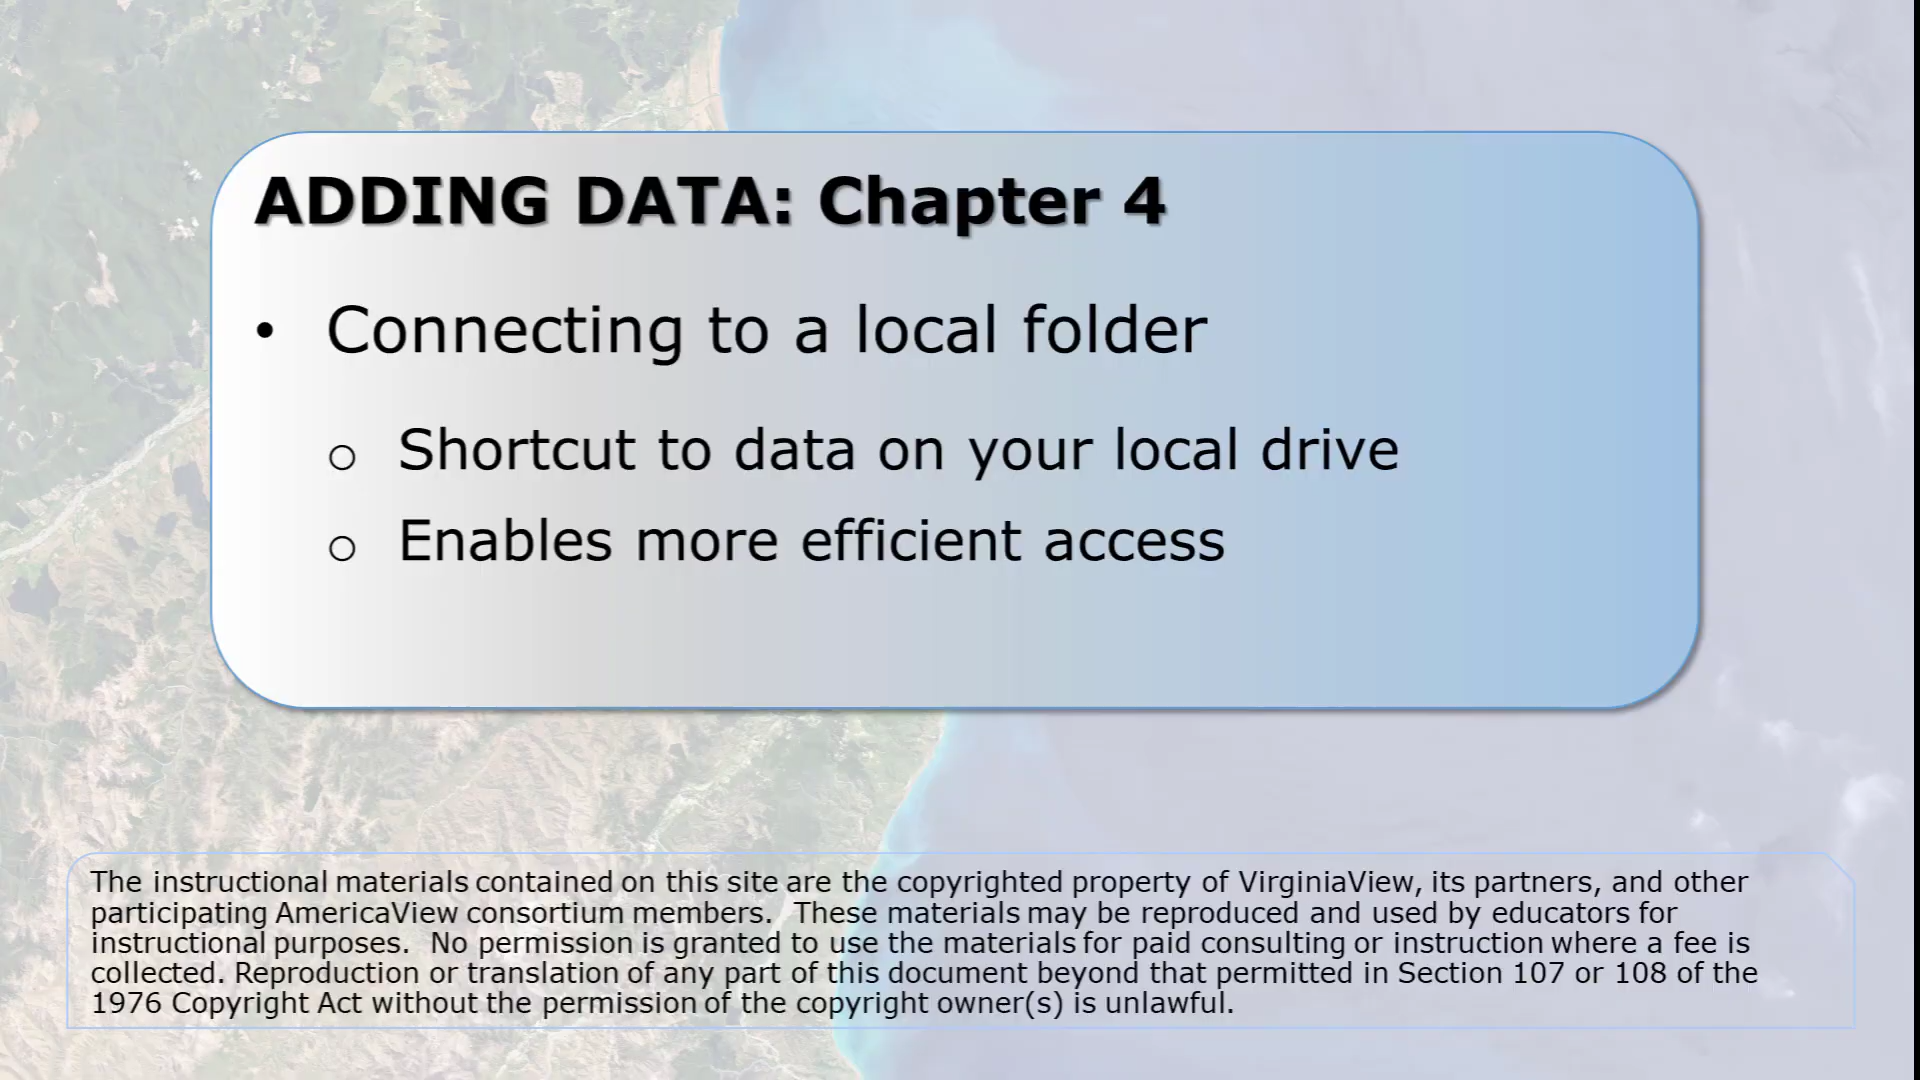 ADDING DATA: Chapter 4
• Connecting to a local folder
o Shortcut to data on your local drive
o Enables more efficient access
The instructional materials contained on this site are the copyrighted property of VirginiaView, its partners, and other
participating AmericaView consortium members.  These materials may be reproduced and used by educators for
instructional purposes.  No permission is granted to use the materials for paid consulting or instruction where a fee is
collected. Reproduction or translation of any part of this document beyond that permitted in Section 107 or 108 of the
1976 Copyright Act without the permission of the copyright owner(s) is unlawful.